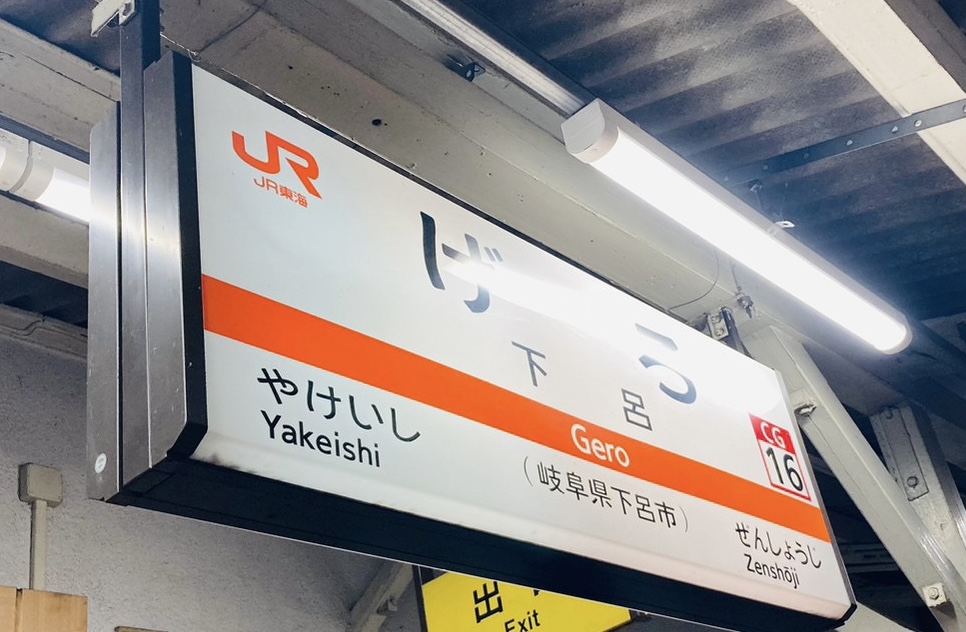 JR
JR東海
げろ
下呂
CG
16
Gero
やけいし
Yakeishi
(岐阜県下呂市)
ぜんしょうじ
Zenshōji
出
Exit